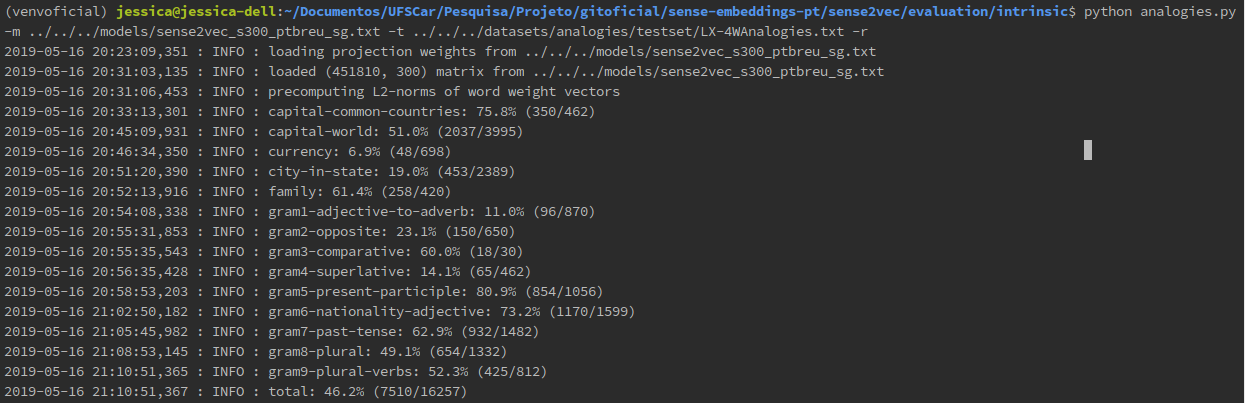 (venvoficial) jessica@jessica-dell:~/Documentos/UFSCar/Pesquisa/Projeto/gitoficial/sense-embeddings-pt/sense2vec/evaluation/intrinsic$ python analogies.py
-m ../../../models/sense2vec_s300_ptbreu_sg.txt -t ../../../datasets/analogies/testset/LX-4WAnalogies.txt -r
2019-05-16 20:23:09,351 : INFO : loading projection weights from ../../../models/sense2vec_s300_ptbreu_sg.txt
2019-05-16 20:31:03,135 : INFO : loaded (451810, 300) matrix from ../../../models/sense2vec_s300_ptbreu_sg.txt
2019-05-16 20:31:06,453 : INFO : precomputing L2-norms of word weight vectors
2019-05-16 20:33:13,301 : INFO : capital-common-countries: 75.8% (350/462)
2019-05-16 20:45:09,931 : INFO : capital-world: 51.0% (2037/3995)
2019-05-16 20:46:34,350 : INFO : currency: 6.9% (48/698)
2019-05-16 20:51:20,390 : INFO : city-in-state: 19.0% (453/2389)
2019-05-16 20:52:13,916 : INFO : family: 61.4% (258/420)
2019-05-16 20:54:08,338 : INFO : gram1-adjective-to-adverb: 11.0% (96/870)
2019-05-16 20:55:31,853 : INFO : gram2-opposite: 23.1% (150/650)
2019-05-16 20:55:35,543 : INFO : gram3-comparative: 60.0% (18/30)
2019-05-16 20:56:35,428 : INFO : gram4-superlative: 14.1% (65/462)
2019-05-16 20:58:53,203 : INFO : gram5-present-participle: 80.9% (854/1056)
2019-05-16 21:02:50,182 : INFO : gram6-nationality-adjective: 73.2% (1170/1599)
2019-05-16 21:05:45,982 : INFO : gram7-past-tense: 62.9% (932/1482)
2019-05-16 21:08:53,145 : INFO : gram8-plural: 49.1% (654/1332)
2019-05-16 21:10:51,365 : INFO : gram9-plural-verbs: 52.3% (425/812)
2019-05-16 21:10:51,367 : INFO : total: 46.2% (7510/16257)